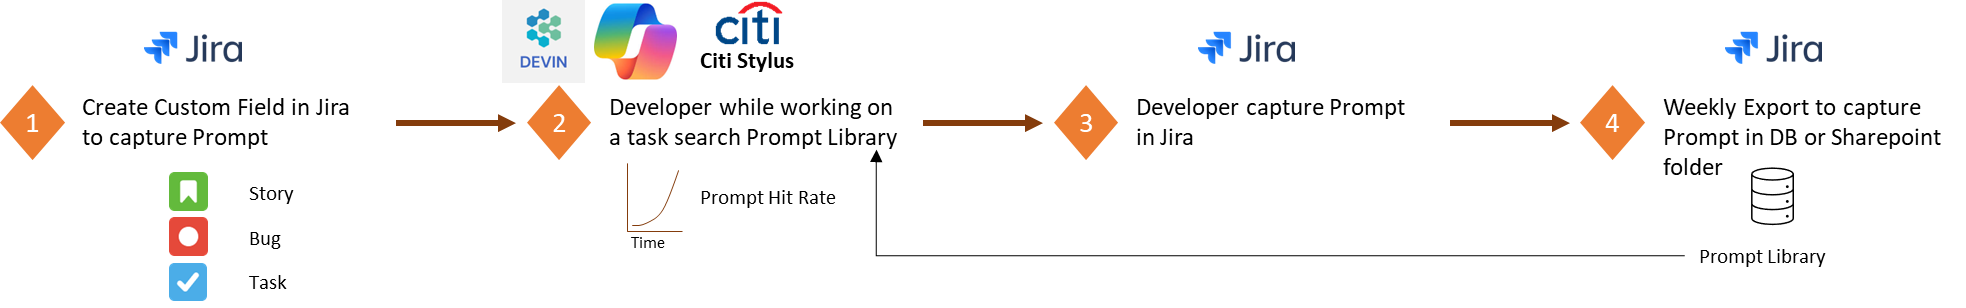 Jira
DEVIN
citi
Citi Stylus
Jira
Jira
1
Create Custom Field in Jira
to capture Prompt
2
Developer while working on
a task search Prompt Library
3
Developer capture Prompt
in Jira
4
Weekly Export to capture
Prompt in DB or Sharepoint
folder
Story
Bug
Task
Prompt Hit Rate
Time
Prompt Library